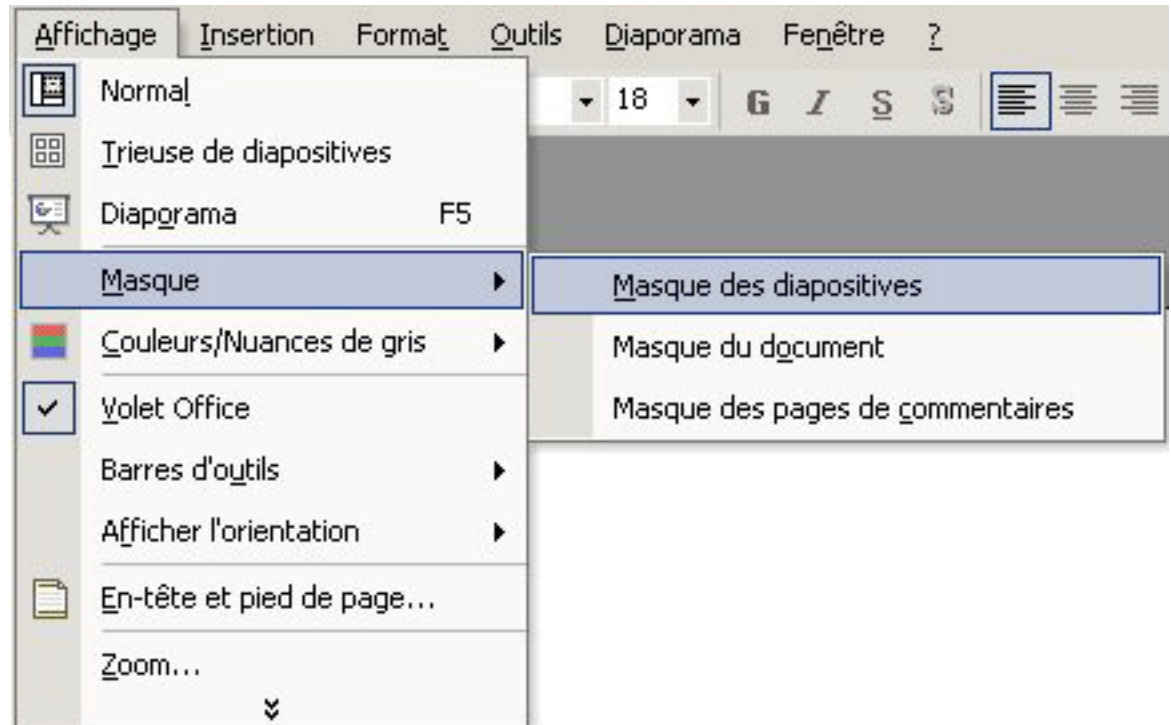 Affichage Insertion Format Outils Diaporama Fenêtre ?
18 G I S S
Normal
Trieuse de diapositives
Diaporama F5
Masque
Couleurs/Nuances de gris
Volet Office
Barres d'outils
Afficher l'orientation
En-tête et pied de page...
Zoom...
Masque des diapositives
Masque du document
Masque des pages de commentaires